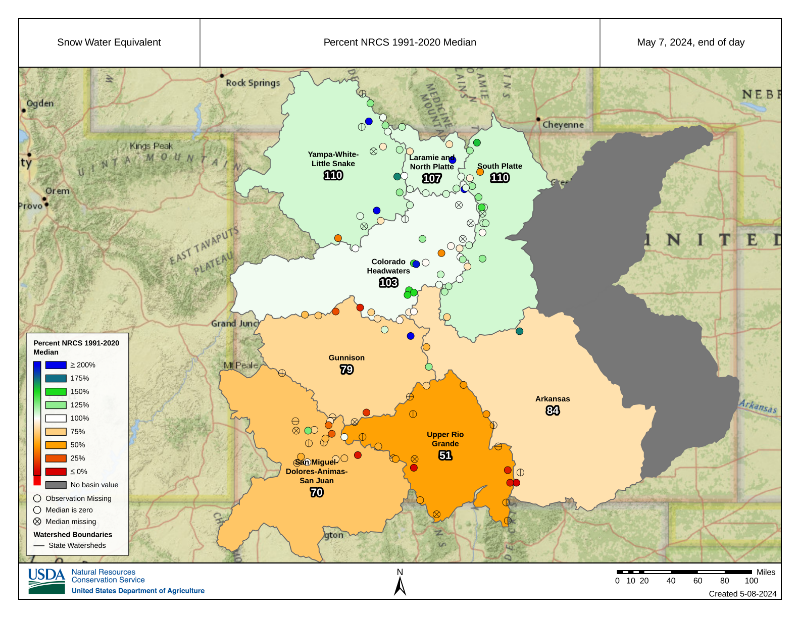 Snow Water Equivalent
Percent NRCS 1991-2020 Median
May 7, 2024, end of day
Rock Springs
Ogden
Cheyenne
Kings Peak
UINTA MOUNTAINS
Orem
Provo
EAST TAVAPUTS
PLATEAU
UNITED
MEDICINE
Yampa-White-
Little Snake
110
Laramie and
North Platte
107
South Platte
110
Colorado
Headwaters
103
Grand Junct
Gunnison
79
Arkansas
84
Arkansas
Upper Rio
Grande
51
San Miguel-
Dolores-Animas-
San Juan
70
gton
Percent NRCS 1991-2020
Median
≥ 200%
175%
150%
125%
100%
75%
50%
25%
≤ 0%
No basin value
Observation Missing
Median is zero
Median missing
Watershed Boundaries
State Watersheds
USDA
Natural Resources
Conservation Service
United States Department of Agriculture
N
Miles
0 10 20 40 60 80 100
Created 5-08-2024